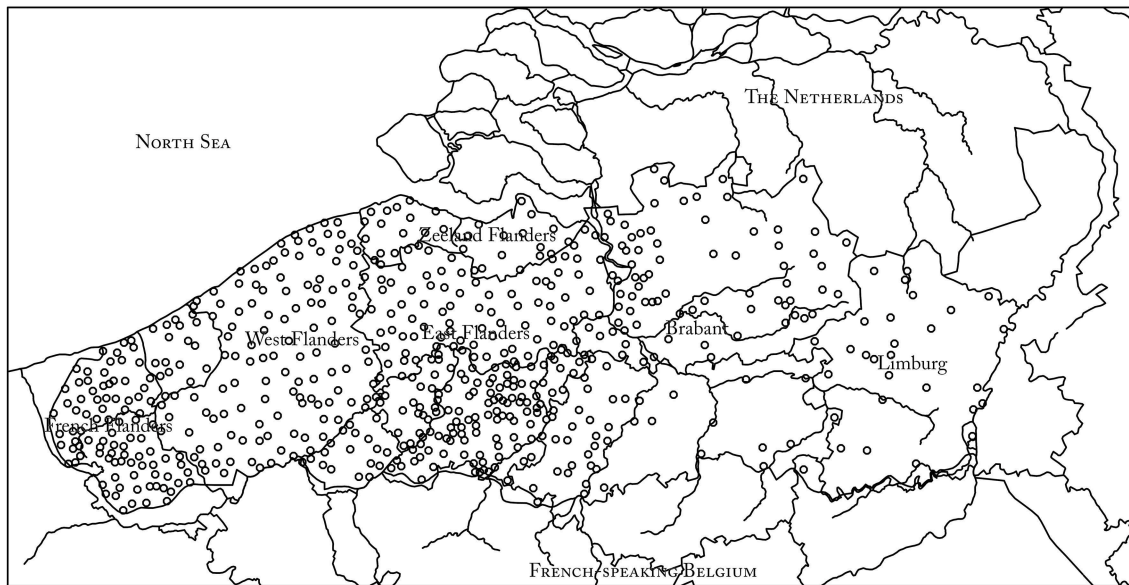 The Netherlands
North Sea
Zeeland Flanders
West Flanders
East Flanders
Brabant
Limburg
French Flanders
French-speaking Belgium